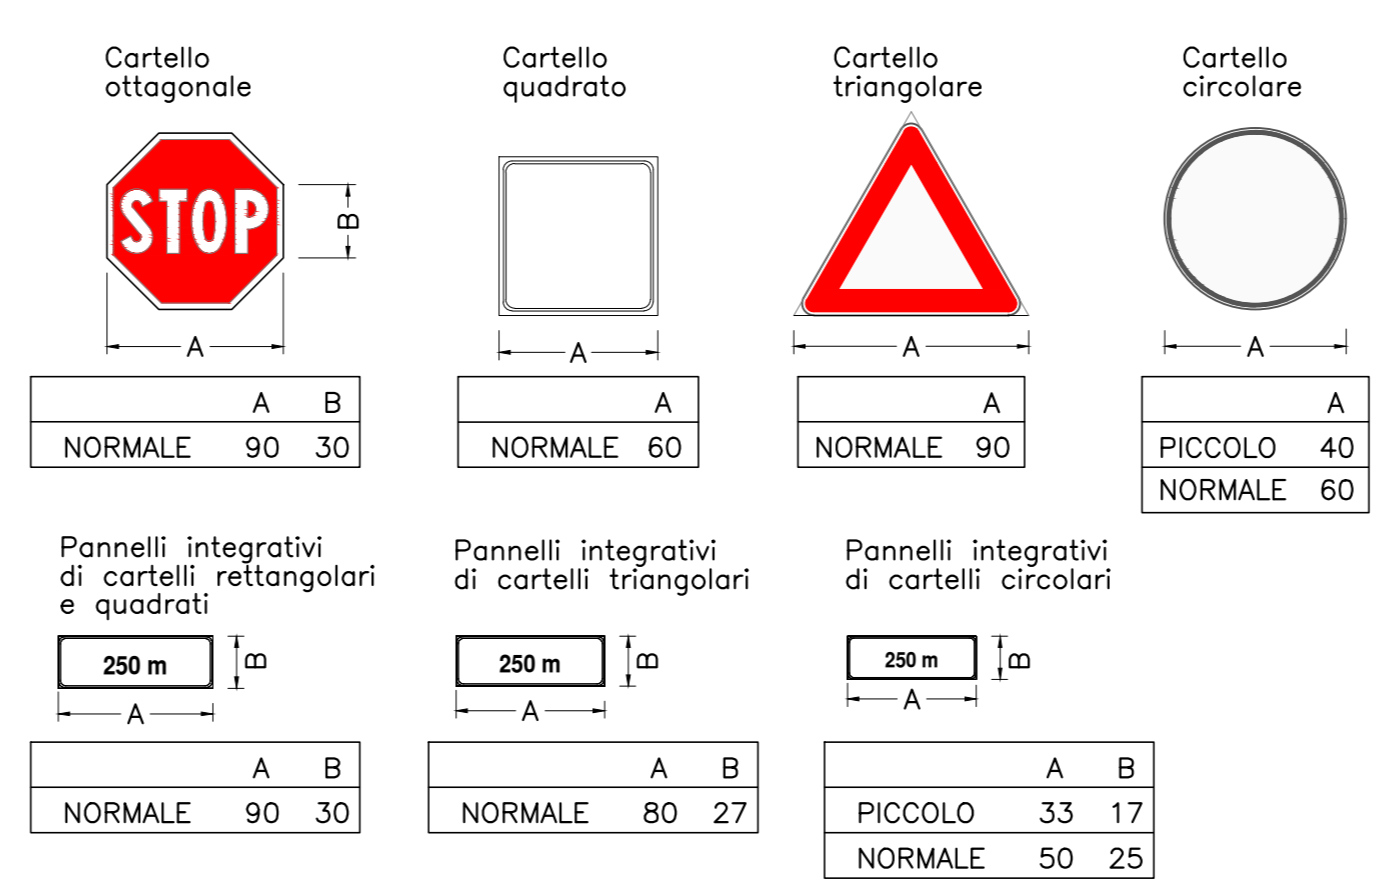 Cartello
ottagonale
STOP
B
A
A B
NORMALE 90 30
Cartello
quadrato
A
A
NORMALE 60
Cartello
triangolare
A
A
NORMALE 90
Cartello
circolare
A
A
PICCOLO 40
NORMALE 60
Pannelli integrativi
di cartelli rettangolari
e quadrati
250 m
B
A
A B
NORMALE 90 30
Pannelli integrativi
di cartelli triangolari
250 m
B
A
A B
NORMALE 80 27
Pannelli integrativi
di cartelli circolari
250 m
B
A
A B
PICCOLO 33 17
NORMALE 50 25